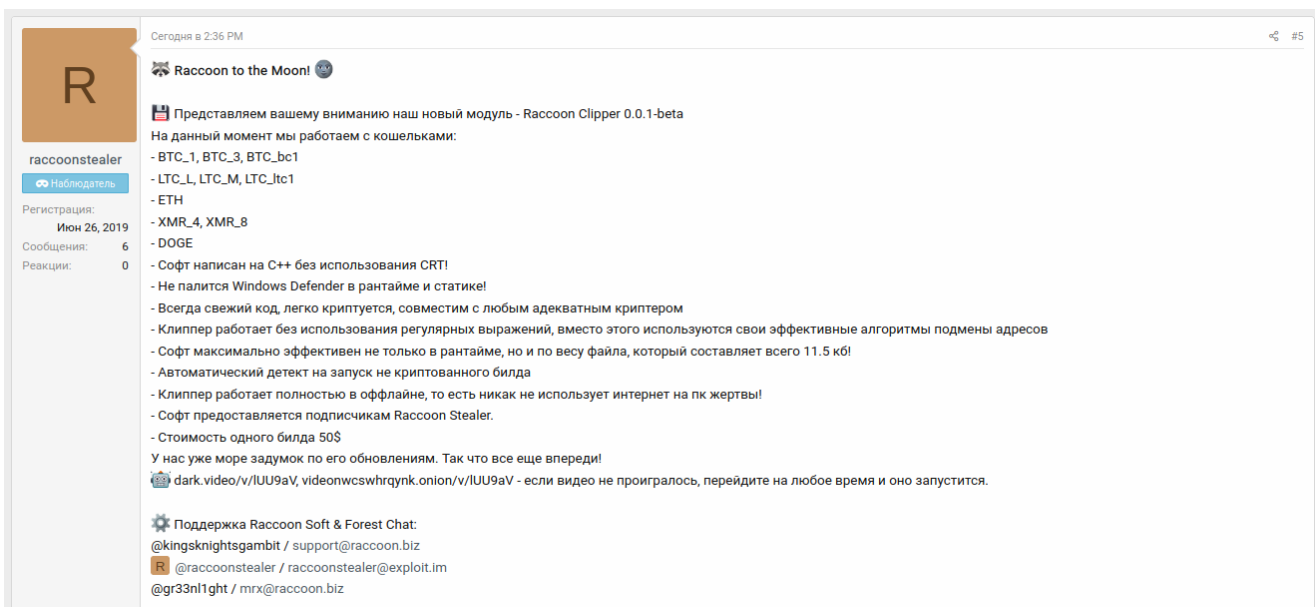 R
raccoonstealer
Наблюдатель
Регистрация:
Июн 26, 2019
Сообщения: 6
Реакции: 0
Сегодня в 2:36 PM
#5
Raccoon to the Moon!
Представляем вашему вниманию наш новый модуль - Raccoon Clipper 0.0.1-beta
На данный момент мы работаем с кошельками:
- BTC_1, BTC_3, BTC_bc1
- LTC_L, LTC_M, LTC_ltc1
- ETH
- XMR_4, XMR_8
- DOGE
- Софт написан на C++ без использования CRT!
- Не палится Windows Defender в рантайме и статике!
- Всегда свежий код, легко криптуется, совместим с любым адекватным криптером
- Клиппер работает без использования регулярных выражений, вместо этого используются свои эффективные алгоритмы подмены адресов
- Софт максимально эффективен не только в рантайме, но и по весу файла, который составляет всего 11.5 кб!
- Автоматический детект на запуск не криптованного билда
- Клиппер работает полностью в оффлайне, то есть никак не использует интернет на пк жертвы!
- Софт предоставляется подписчикам Raccoon Stealer.
- Стоимость одного билда 50$
У нас уже море задумок по его обновлениям. Так что все еще впереди!
dark.video/v/lUU9aV, videonwcswhrqynk.onion/v/lUU9aV - если видео не проигралось, перейдите на любое время и оно запустится.
Поддержка Raccoon Soft & Forest Chat:
@kingsknightsgambit / support@raccoon.biz
R @raccoonstealer / raccoonstealer@exploit.im
@gr33nl1ght / mrx@raccoon.biz